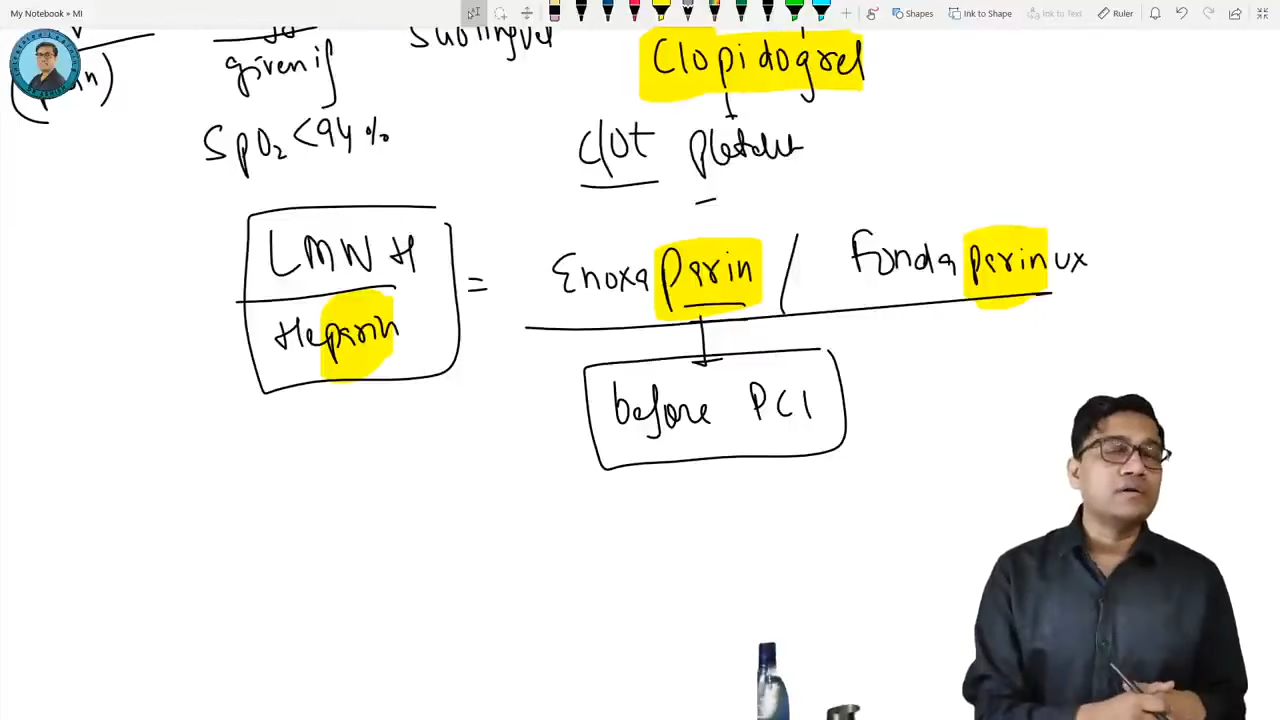 My Notebook » MI
Shapes
Ink to Shape
Ink to Text
Ruler
Sublingual
Clopidogrel
given if
SpO₂ <94 %
clot platelet
LMWH
Heparin
= Enoxaparin / Fondaparinux
before PCI